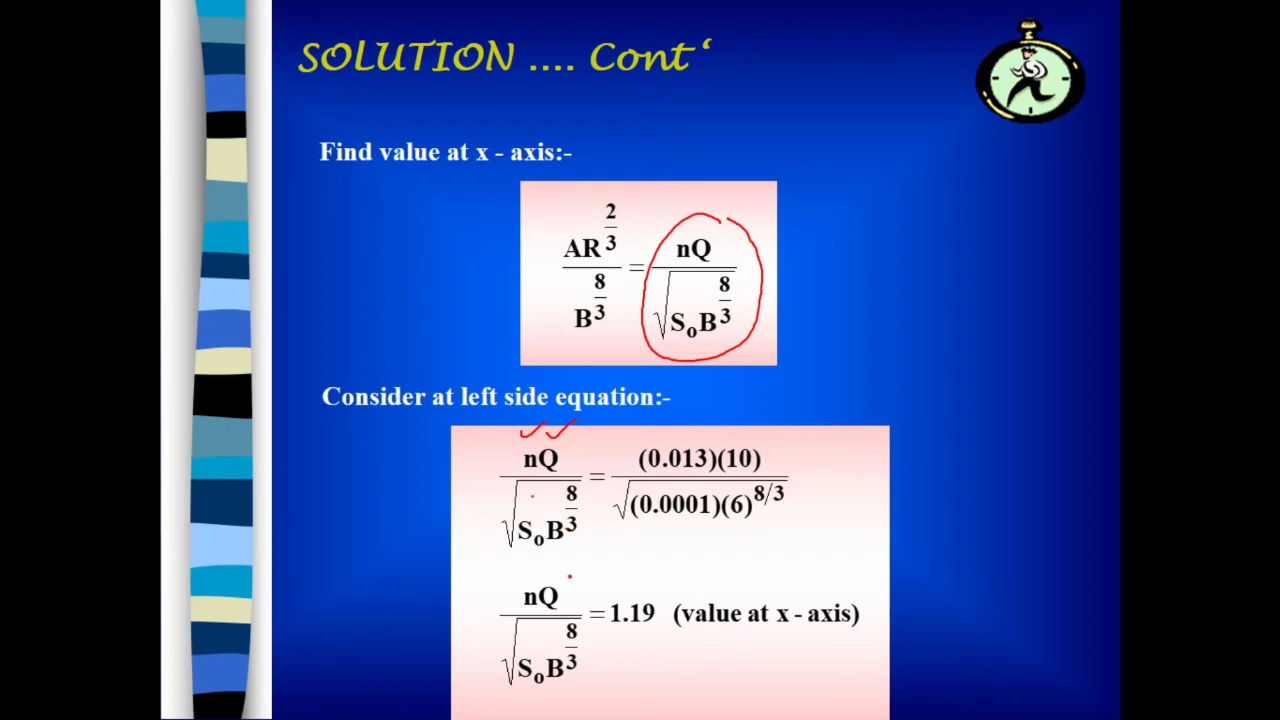 SOLUTION .... Cont‘
Find value at x - axis:-
AR^(2/3) / B^(8/3) = nQ / √(S₀B^(8/3))
Consider at left side equation:-
nQ / √(S₀B^(8/3)) = (0.013)(10) / √((0.0001)(6)^(8/3))
nQ / √(S₀B^(8/3)) = 1.19 (value at x - axis)